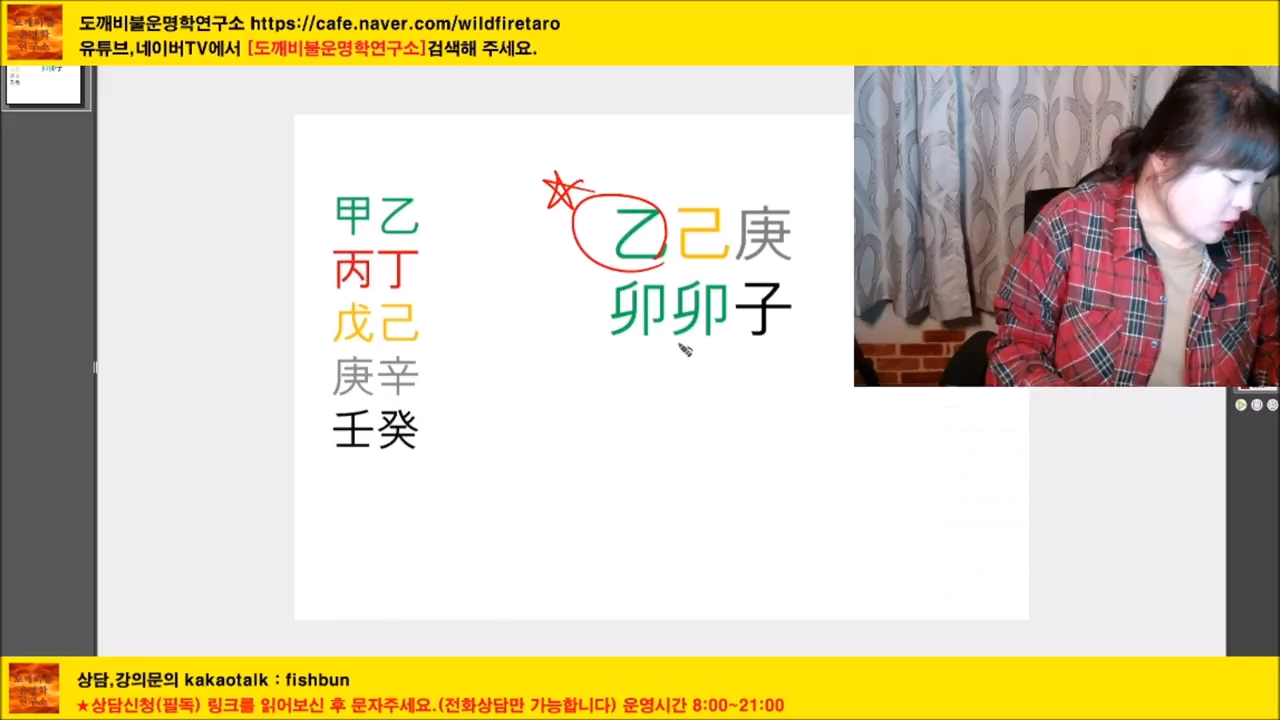 도깨비불운명학연구소 https://cafe.naver.com/wildfiretaro
유튜브,네이버TV에서 [도깨비불운명학연구소]검색해 주세요.
甲乙
丙丁
戊己
庚辛
壬癸
乙己庚
卯卯子
상담,강의문의 kakaotalk : fishbun
★상담신청(필독) 링크를 읽어보신 후 문자주세요.(전화상담만 가능합니다) 운영시간 8:00~21:00